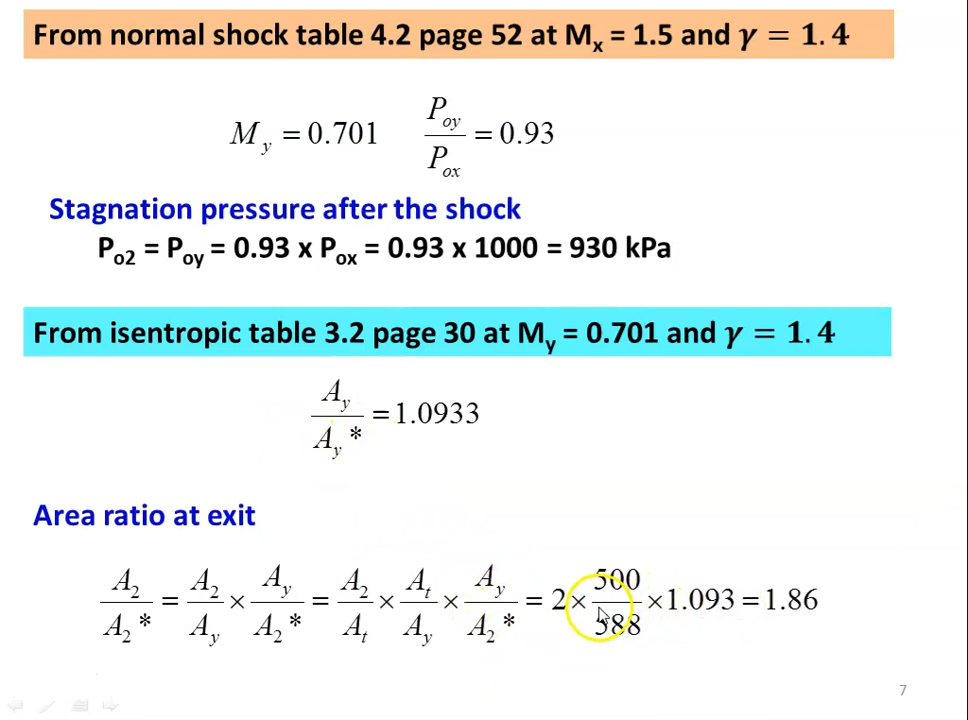 From normal shock table 4.2 page 52 at Mx = 1.5 and γ = 1.4
My = 0.701 Poy/Pox = 0.93
Stagnation pressure after the shock
Po2 = Poy = 0.93 x Pox = 0.93 x 1000 = 930 kPa
From isentropic table 3.2 page 30 at My = 0.701 and γ = 1.4
Ay/Ay* = 1.0933
Area ratio at exit
A2/A2* = A2/Ay × Ay/A2* = A2/At × At/Ay × Ay/A2* = 2 × 500/588 × 1.093 = 1.86
7